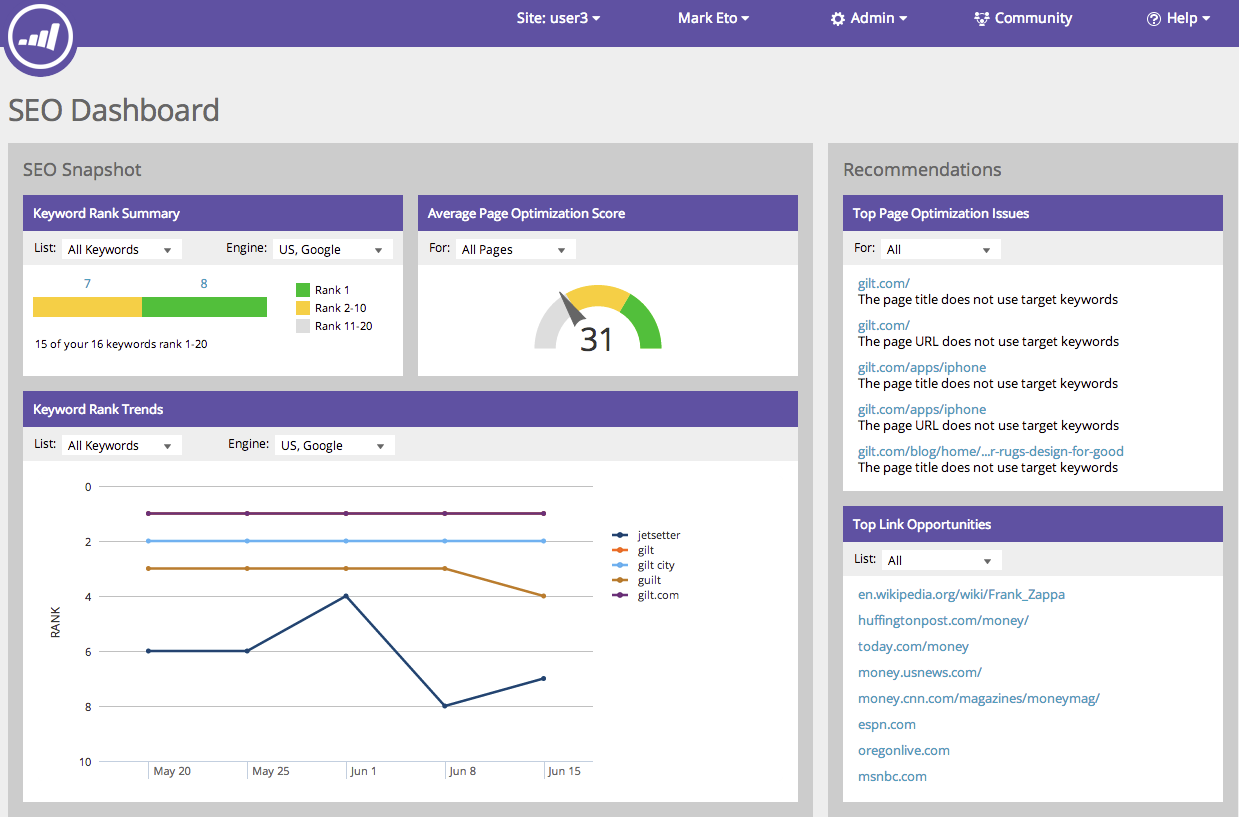 Site: user3
Mark Eto
Admin
Community
Help
SEO Dashboard
SEO Snapshot
Keyword Rank Summary
List: All Keywords
Engine: US, Google
7
8
Rank 1
Rank 2-10
Rank 11-20
15 of your 16 keywords rank 1-20
Average Page Optimization Score
For: All Pages
31
Keyword Rank Trends
List: All Keywords
Engine: US, Google
RANK
0
2
4
6
8
10
May 20
May 25
Jun 1
Jun 8
Jun 15
jetsetter
gilt
gilt city
guilt
gilt.com
Recommendations
Top Page Optimization Issues
For: All
gilt.com/
The page title does not use target keywords
gilt.com/
The page URL does not use target keywords
gilt.com/apps/iphone
The page title does not use target keywords
gilt.com/apps/iphone
The page URL does not use target keywords
gilt.com/blog/home/...r-rugs-design-for-good
The page title does not use target keywords
Top Link Opportunities
List: All
en.wikipedia.org/wiki/Frank_Zappa
huffingtonpost.com/money/
today.com/money
money.usnews.com/
money.cnn.com/magazines/moneymag/
espn.com
oregonlive.com
msnbc.com